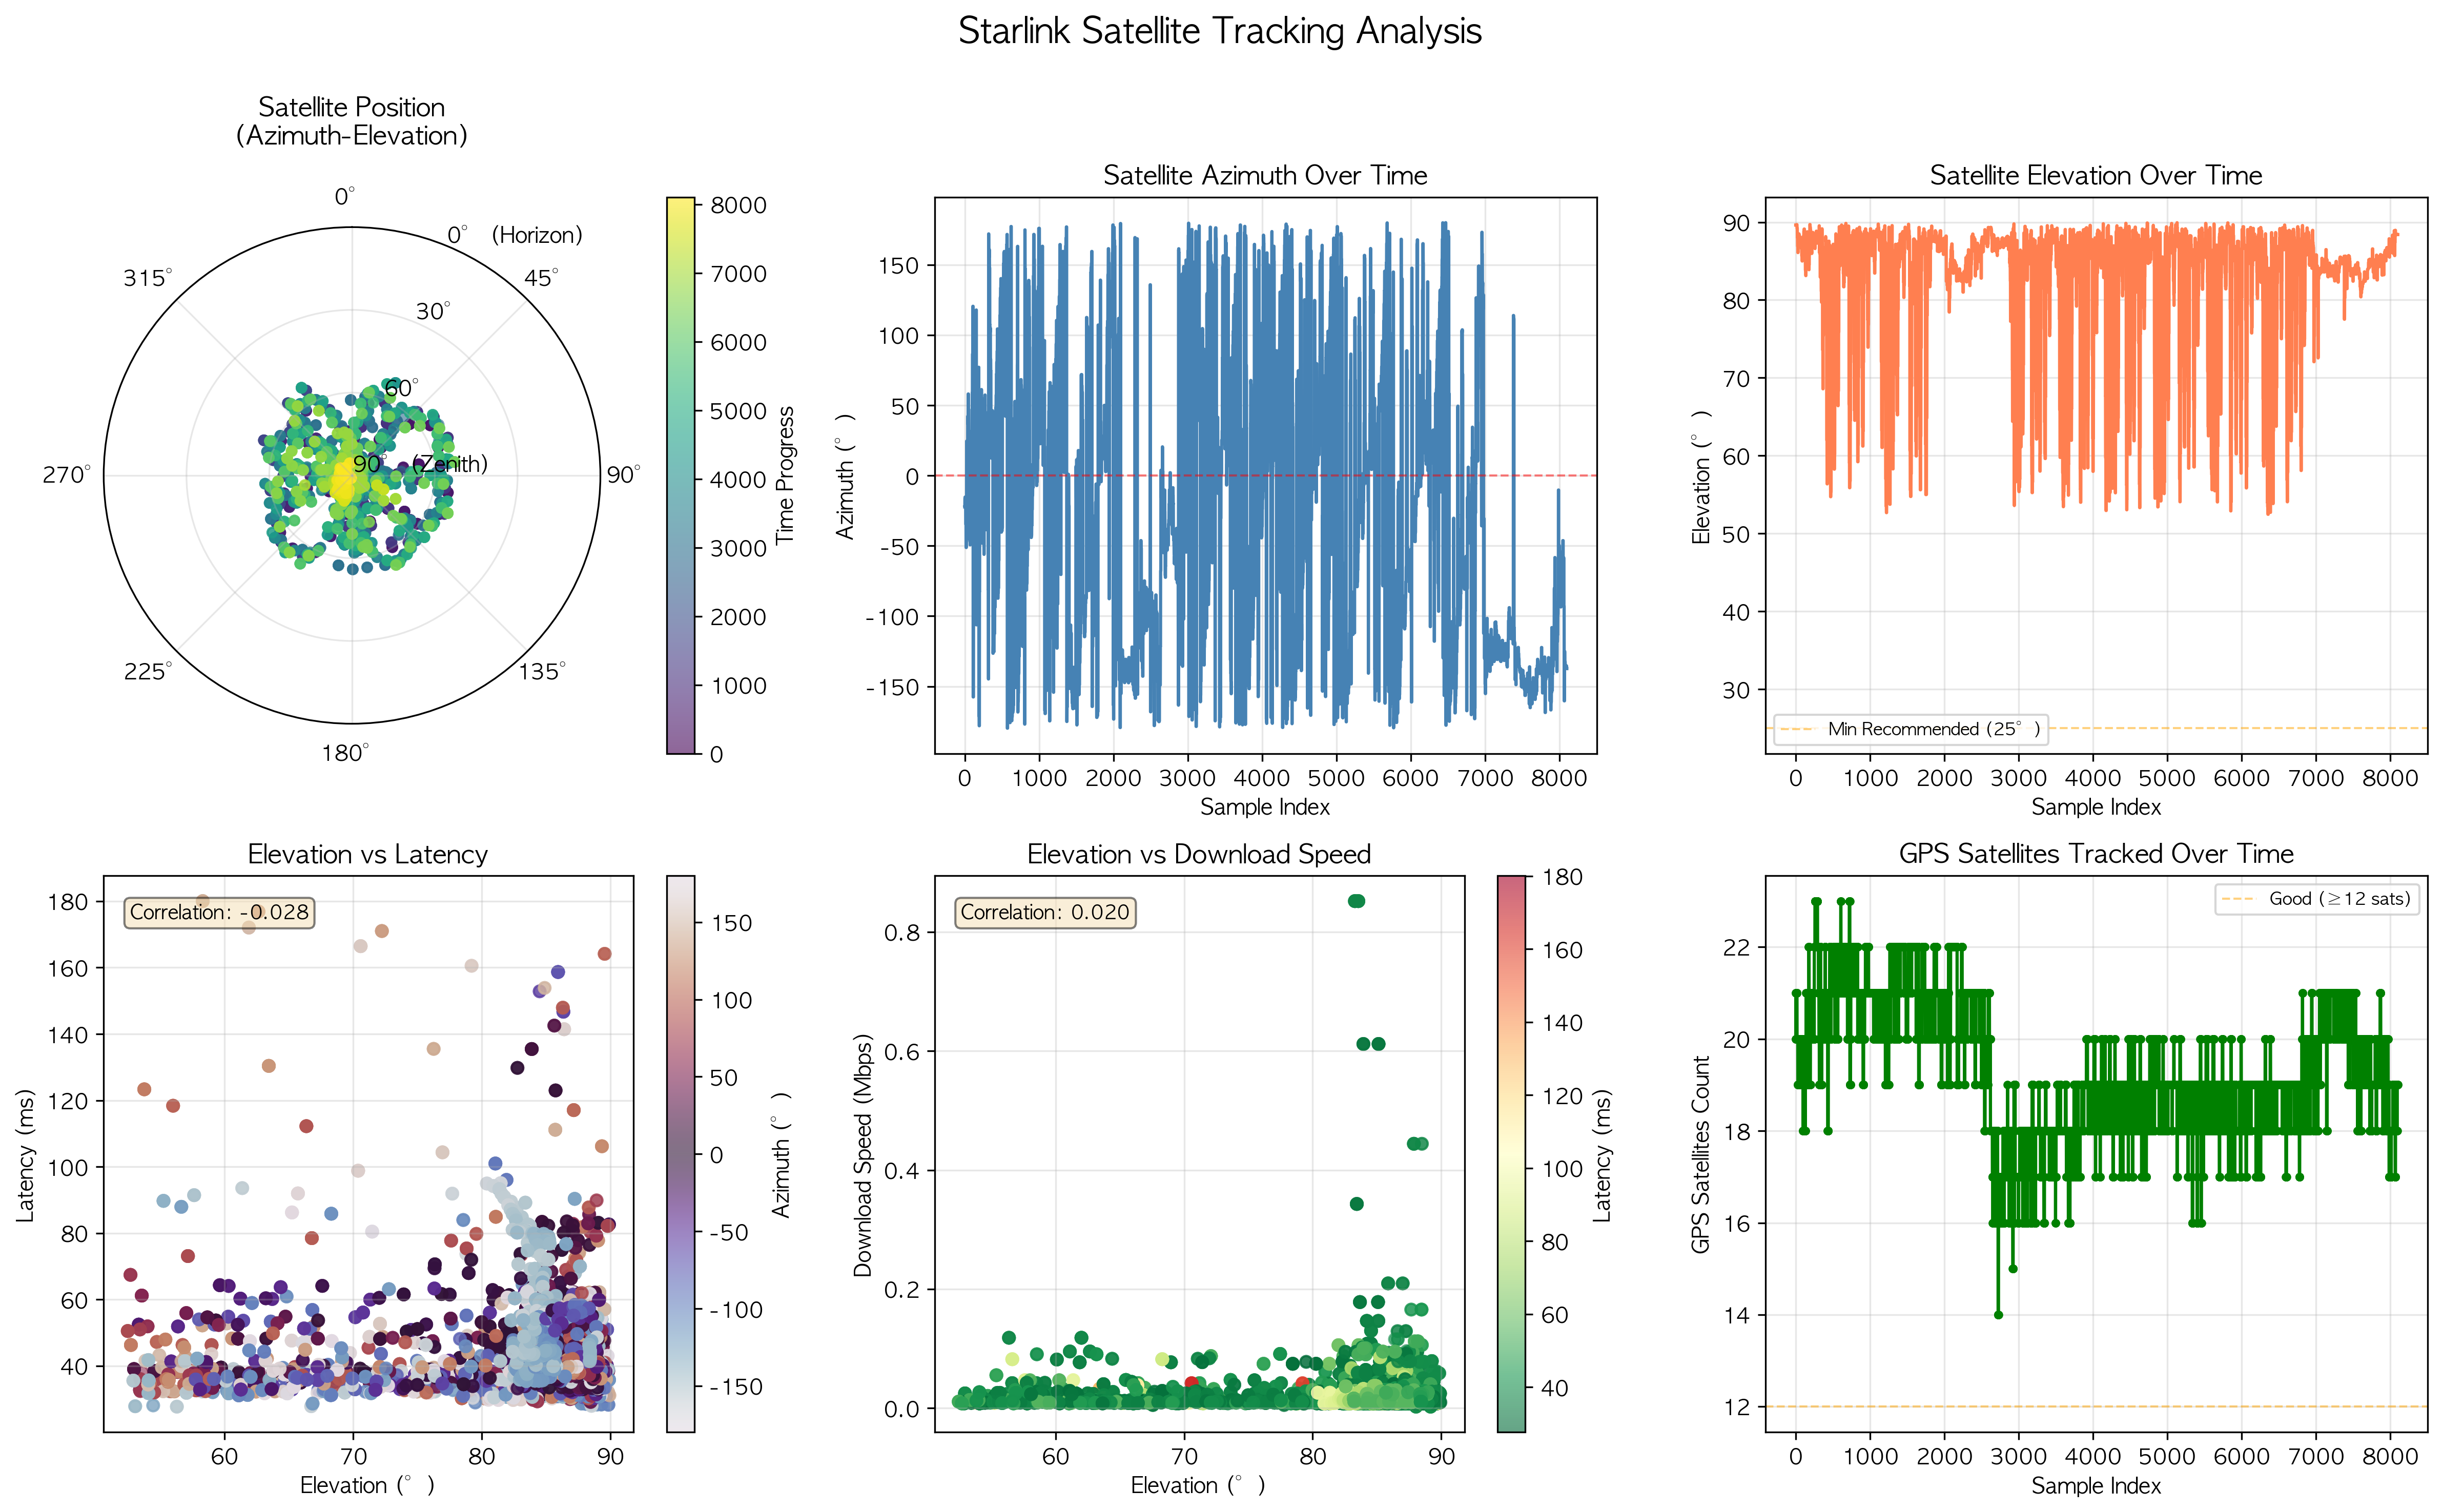 Starlink Satellite Tracking Analysis
Satellite Position
(Azimuth-Elevation)
0°
0° (Horizon)
45°
30°
60°
90° (Zenith)
90°
135°
180°
225°
270°
315°
8000
7000
6000
5000
4000
3000
2000
1000
0
Time Progress
Satellite Azimuth Over Time
150
100
50
0
-50
-100
-150
Azimuth (°)
0 1000 2000 3000 4000 5000 6000 7000 8000
Sample Index
Satellite Elevation Over Time
90
80
70
60
50
40
30
Elevation (°)
Min Recommended (25°)
0 1000 2000 3000 4000 5000 6000 7000 8000
Sample Index
Elevation vs Latency
Correlation: -0.028
180
160
140
120
100
80
60
40
Latency (ms)
60 70 80 90
Elevation (°)
150
100
50
0
-50
-100
-150
Azimuth (°)
Elevation vs Download Speed
Correlation: 0.020
0.8
0.6
0.4
0.2
0.0
Download Speed (Mbps)
60 70 80 90
Elevation (°)
180
160
140
120
100
80
60
40
Latency (ms)
GPS Satellites Tracked Over Time
Good (≥12 sats)
22
20
18
16
14
12
GPS Satellites Count
0 1000 2000 3000 4000 5000 6000 7000 8000
Sample Index